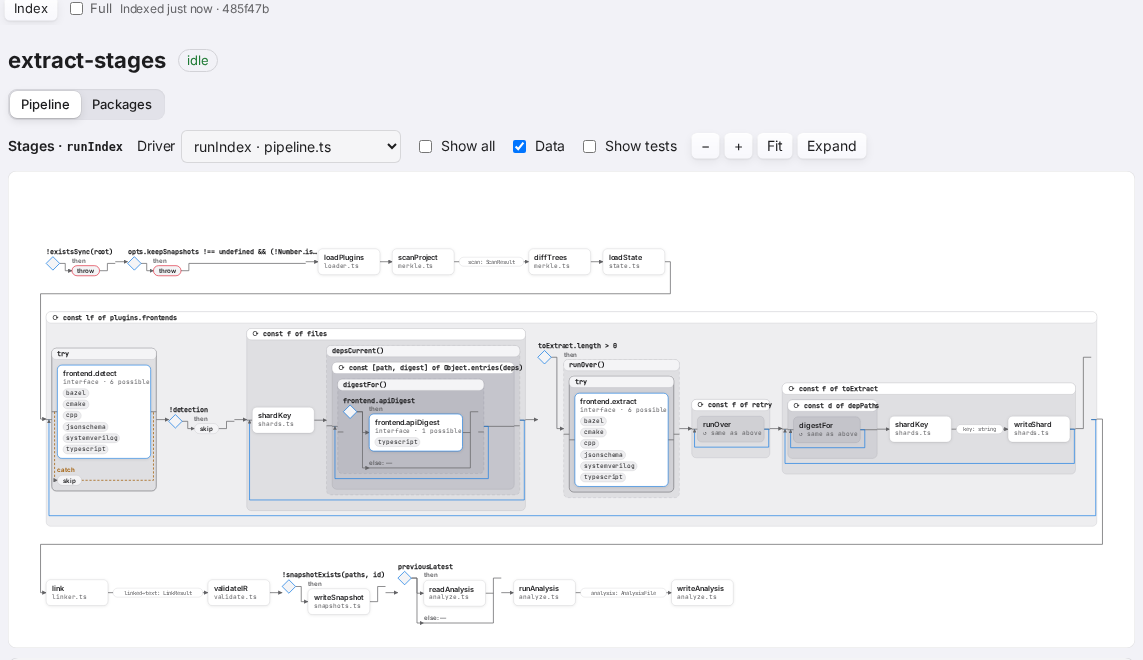 Index Full Indexed just now · 485f47b
extract-stages idle
Pipeline Packages
Stages · runIndex Driver runIndex · pipeline.ts Show all Data Show tests − + Fit Expand
!existsSync(root)
then
throw
opts.keepSnapshots !== undefined && (!Number.is…
then
throw
loadPlugins
loader.ts
scanProject
merkle.ts
scan: ScanResult
diffTrees
merkle.ts
loadState
state.ts
const lf of plugins.frontends
try
frontend.detect
interface · 6 possible
bazel
cmake
cpp
jsonschema
systemverilog
typescript
catch
skip
!detection
then
skip
const f of files
shardKey
shards.ts
depsCurrent()
const [path, digest] of Object.entries(deps)
digestFor()
frontend.apiDigest
then
frontend.apiDigest
interface · 1 possible
typescript
else: —
toExtract.length > 0
then
runOver()
try
frontend.extract
interface · 6 possible
bazel
cmake
cpp
jsonschema
systemverilog
typescript
const f of retry
runOver
↺ same as above
const f of toExtract
const d of depPaths
digestFor
↺ same as above
shardKey
shards.ts
key: string
writeShard
shards.ts
link
linker.ts
linked+text: LinkResult
validateIR
validate.ts
!snapshotExists(paths, id)
then
writeSnapshot
snapshots.ts
previousLatest
then
readAnalysis
analyze.ts
else: —
runAnalysis
analyze.ts
analysis: AnalysisFile
writeAnalysis
analyze.ts